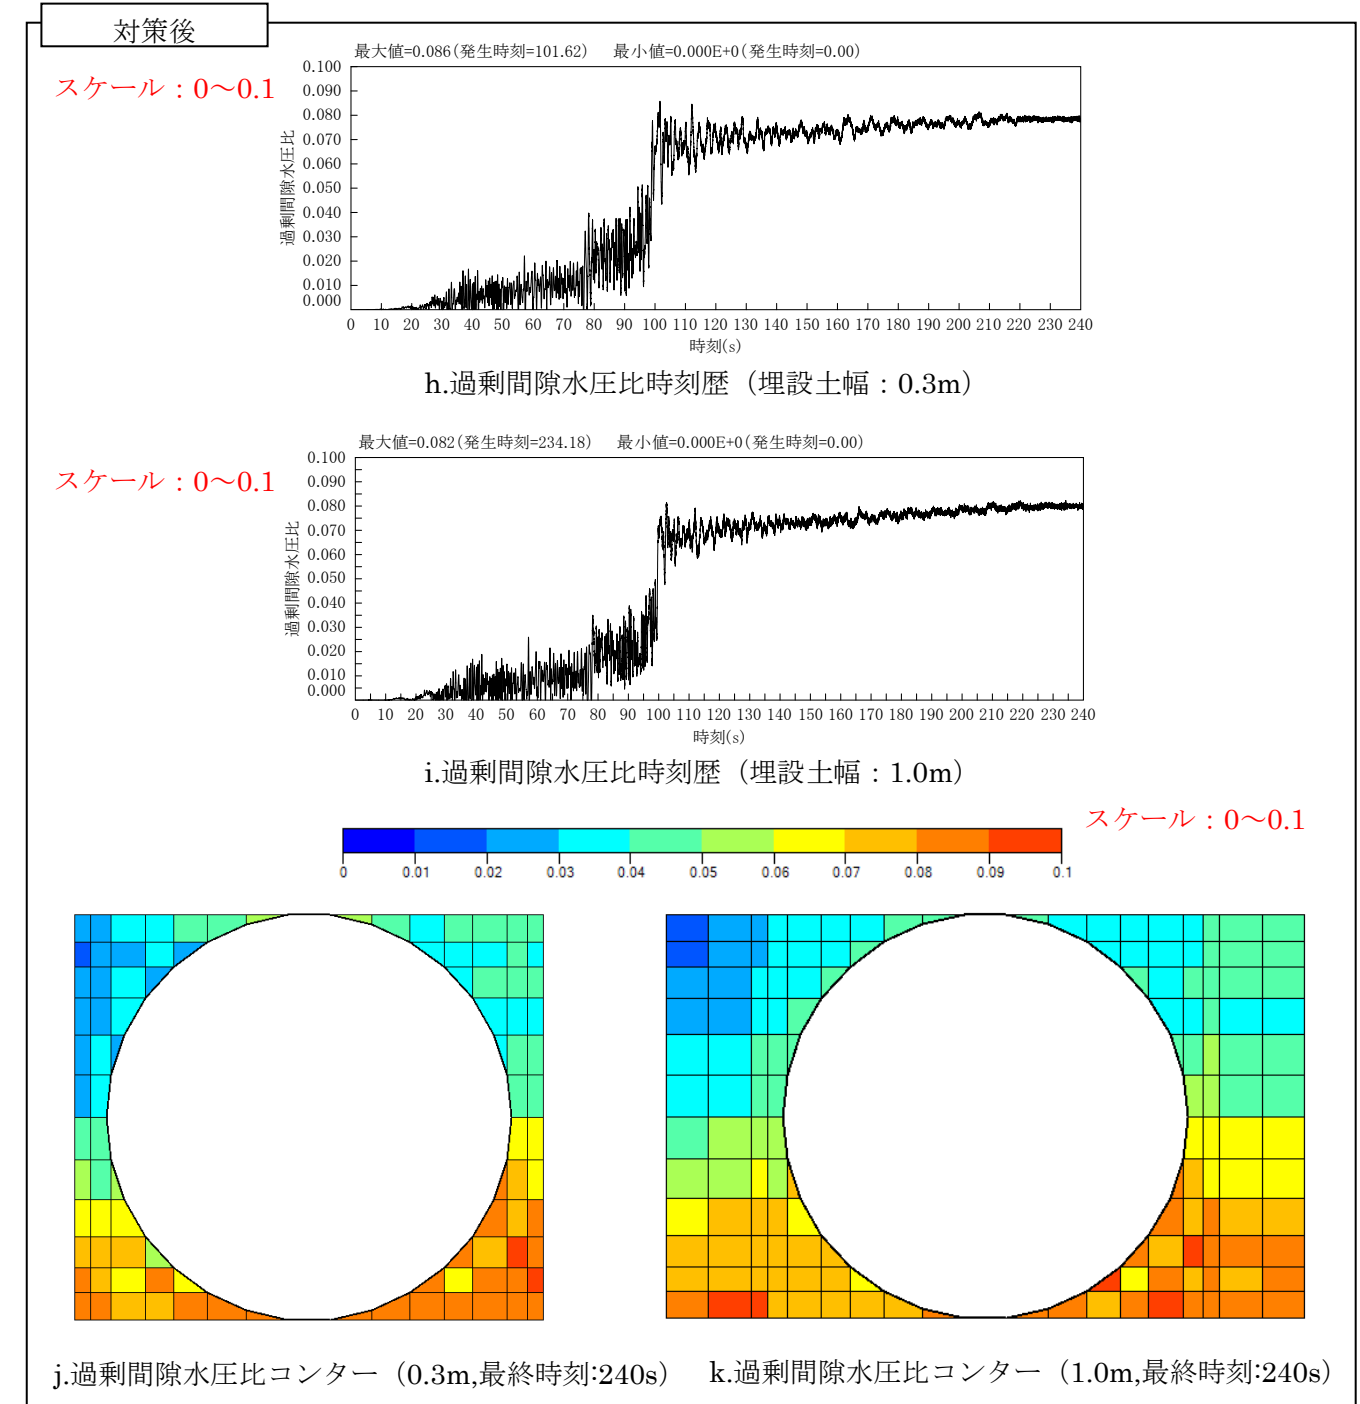 対策後
最大値=0.086(発生時刻=101.62) 最小値=0.000E+0(発生時刻=0.00)
スケール：0～0.1
0.100
0.090
0.080
0.070
0.060
0.050
0.040
0.030
0.020
0.010
0.000
過剰間隙水圧比
0 10 20 30 40 50 60 70 80 90 100 110 120 130 140 150 160 170 180 190 200 210 220 230 240
時刻(s)
h.過剰間隙水圧比時刻歴（埋設土幅：0.3m）
最大値=0.082(発生時刻=234.18) 最小値=0.000E+0(発生時刻=0.00)
スケール：0～0.1
0.100
0.090
0.080
0.070
0.060
0.050
0.040
0.030
0.020
0.010
0.000
過剰間隙水圧比
0 10 20 30 40 50 60 70 80 90 100 110 120 130 140 150 160 170 180 190 200 210 220 230 240
時刻(s)
i.過剰間隙水圧比時刻歴（埋設土幅：1.0m）
スケール：0～0.1
0 0.01 0.02 0.03 0.04 0.05 0.06 0.07 0.08 0.09 0.1
j.過剰間隙水圧比コンター（0.3m,最終時刻:240s）
k.過剰間隙水圧比コンター（1.0m,最終時刻:240s）